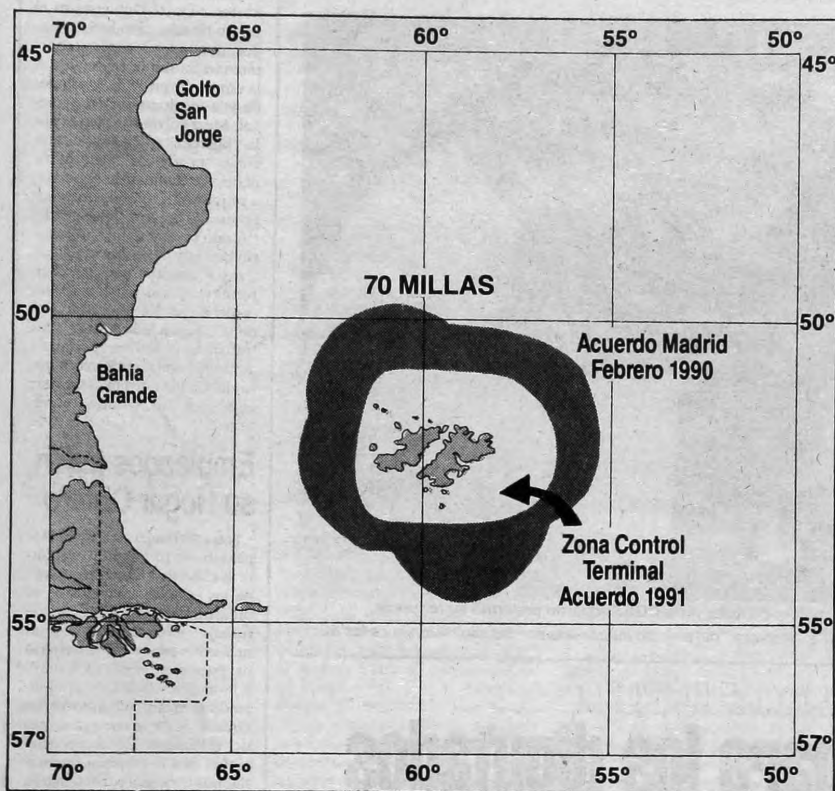 70° 65° 60° 55° 50°
45° 45°
Golfo
San
Jorge
70 MILLAS
50° 50°
Acuerdo Madrid
Febrero 1990
Bahía
Grande
Zona Control
Terminal
Acuerdo 1991
55° 55°
57° 57°
70° 65° 60° 55° 50°